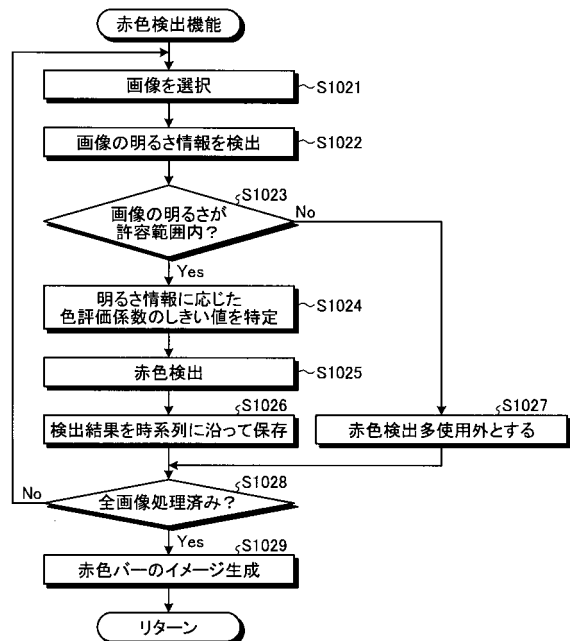 赤色検出機能
画像を選択
S1021
画像の明るさ情報を検出
S1022
S1023
画像の明るさが
許容範囲内?
No
Yes
明るさ情報に応じた
色評価係数のしきい値を特定
S1024
赤色検出
S1025
S1026
検出結果を時系列に沿って保存
S1027
赤色検出多使用外とする
S1028
全画像処理済み?
No
Yes
S1029
赤色バーのイメージ生成
リターン